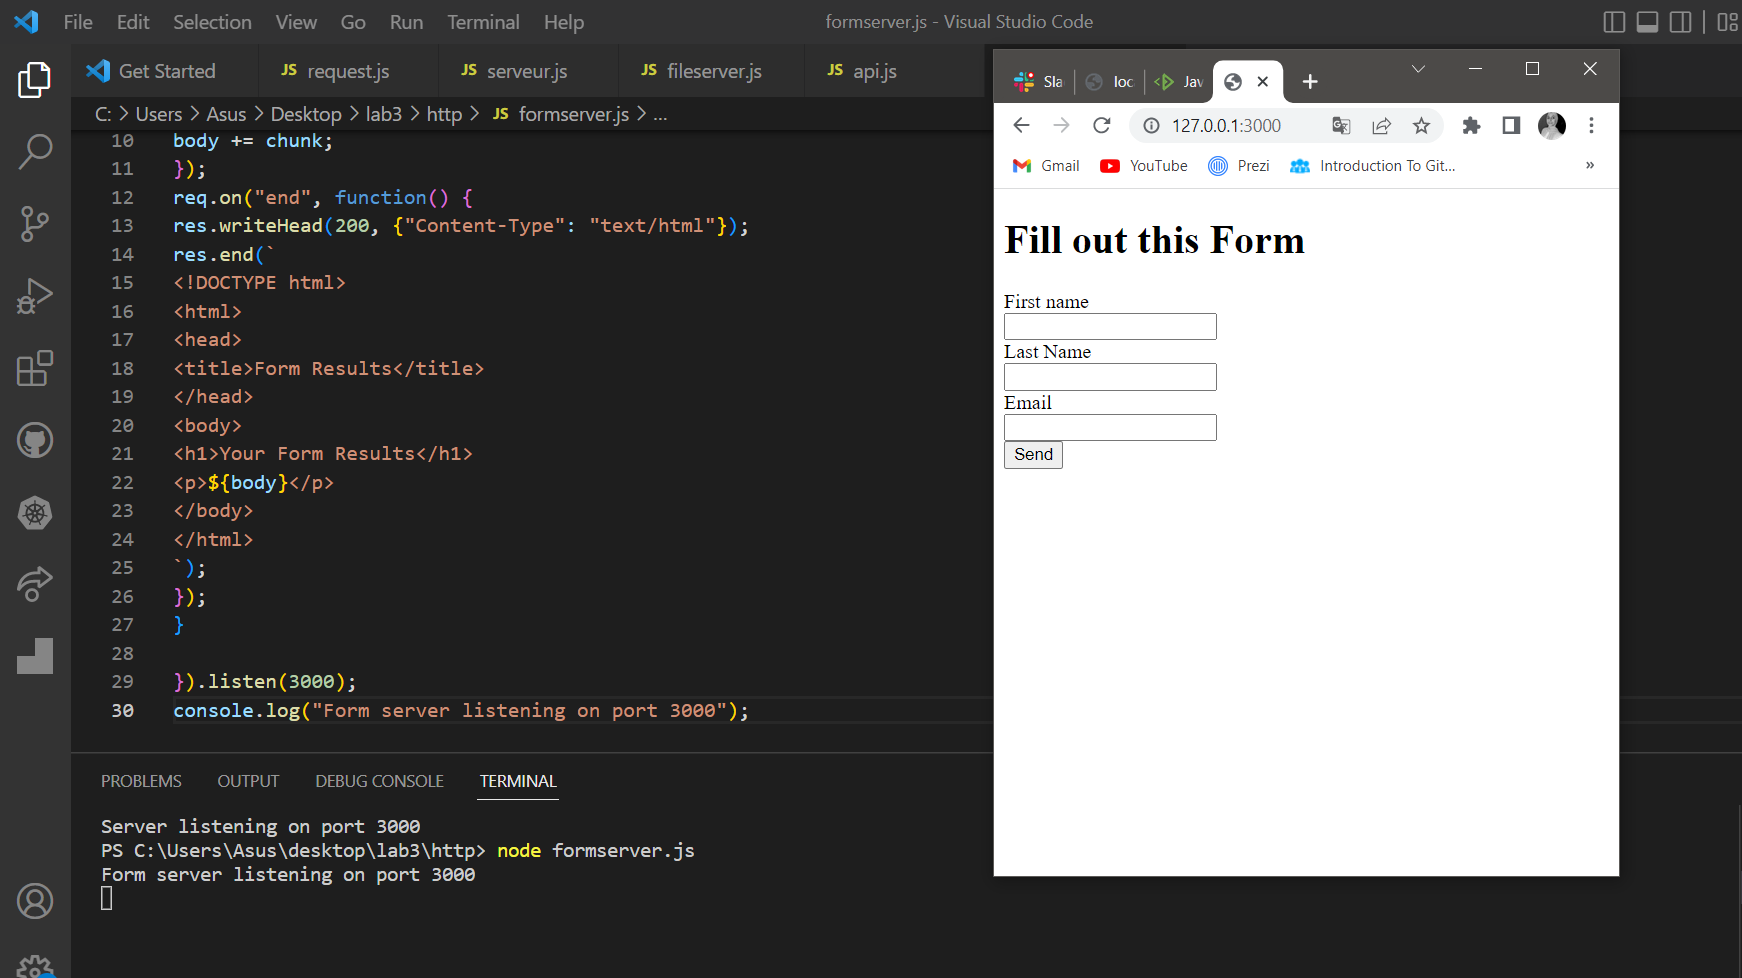 File Edit Selection View Go Run Terminal Help
formserver.js - Visual Studio Code
Get Started
JS request.js
JS serveur.js
JS fileserver.js
JS api.js
C: > Users > Asus > Desktop > lab3 > http > JS formserver.js > ...
10 body += chunk;
11 });
12 req.on("end", function() {
13 res.writeHead(200, {"Content-Type": "text/html"});
14 res.end(`
15 <!DOCTYPE html>
16 <html>
17 <head>
18 <title>Form Results</title>
19 </head>
20 <body>
21 <h1>Your Form Results</h1>
22 <p>${body}</p>
23 </body>
24 </html>
25 `);
26 });
27 }
28
29 }).listen(3000);
30 console.log("Form server listening on port 3000");
PROBLEMS OUTPUT DEBUG CONSOLE TERMINAL
Server listening on port 3000
PS C:\Users\Asus\desktop\lab3\http> node formserver.js
Form server listening on port 3000
Sla
loc
Jav
127.0.0.1:3000
Gmail YouTube Prezi Introduction To Git... »
Fill out this Form
First name
Last Name
Email
Send